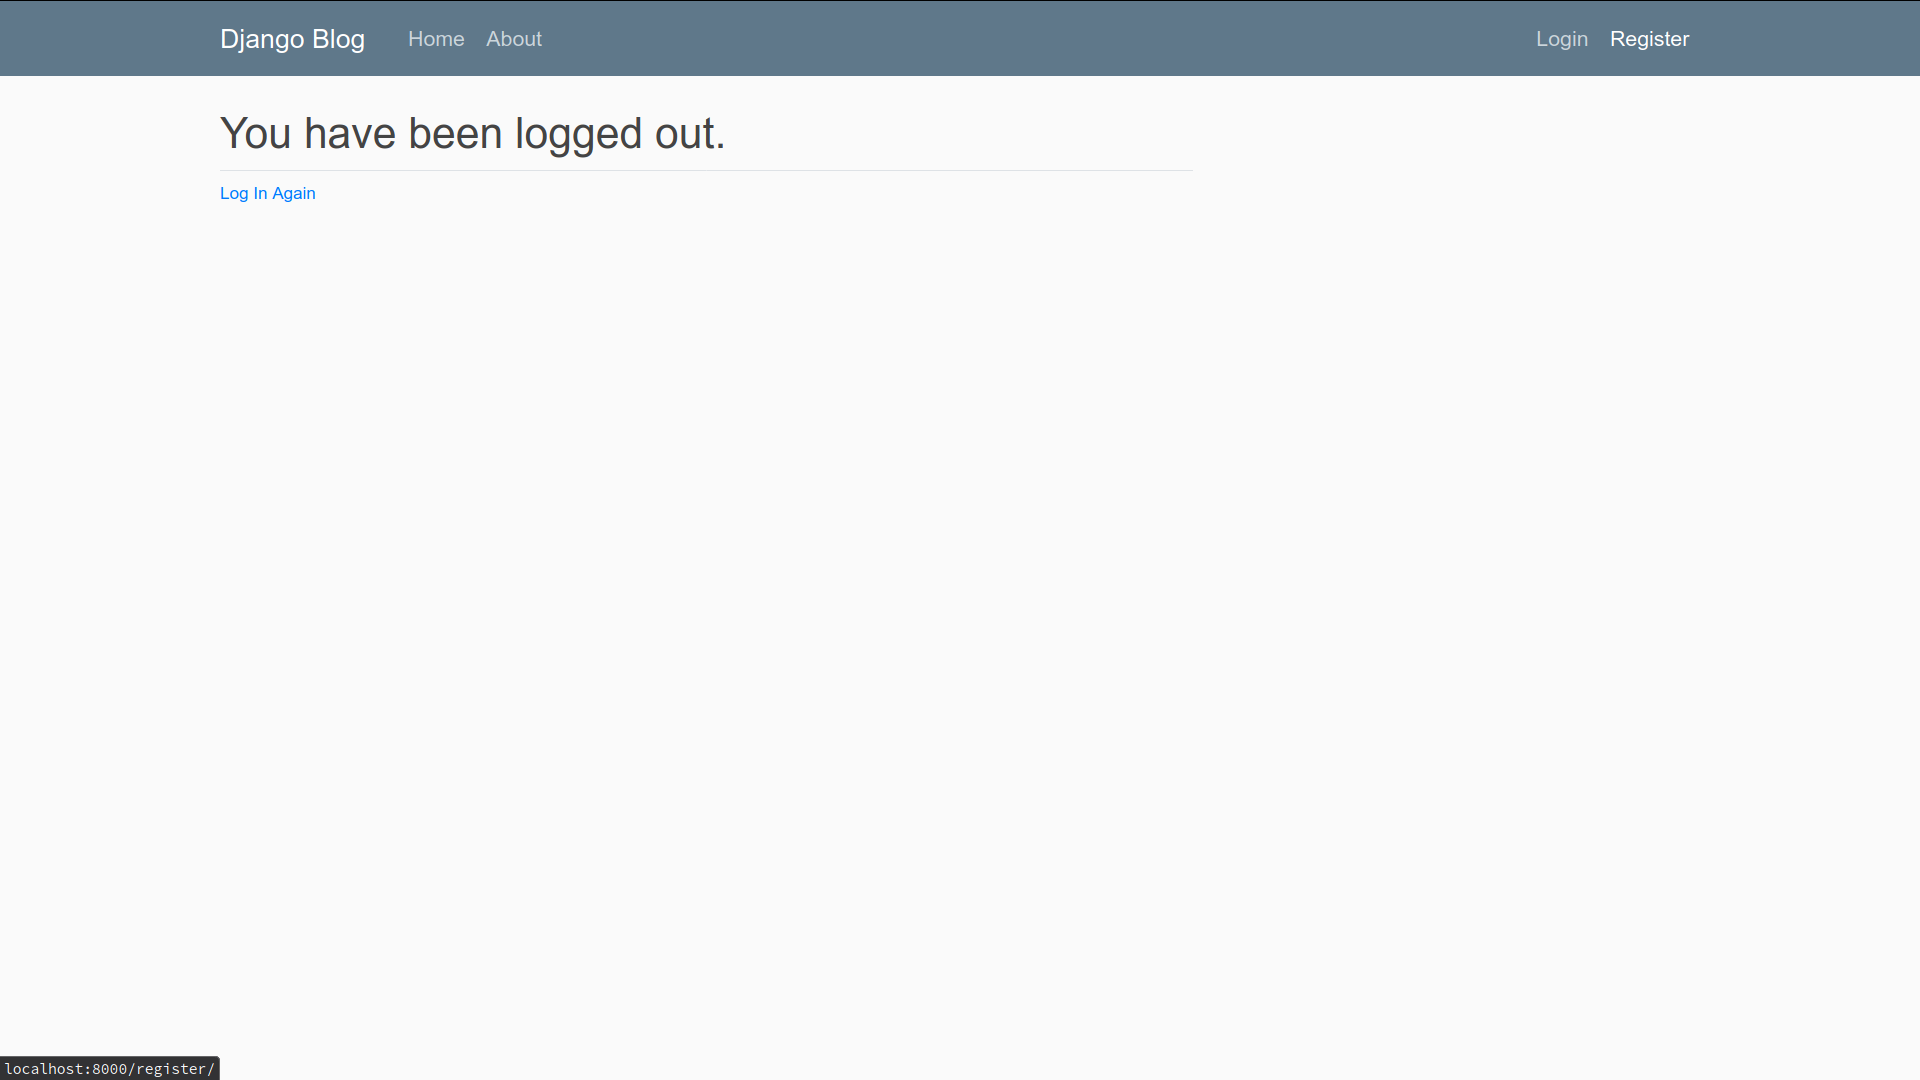 Django Blog Home About Login Register
You have been logged out.
Log In Again
localhost:8000/register/